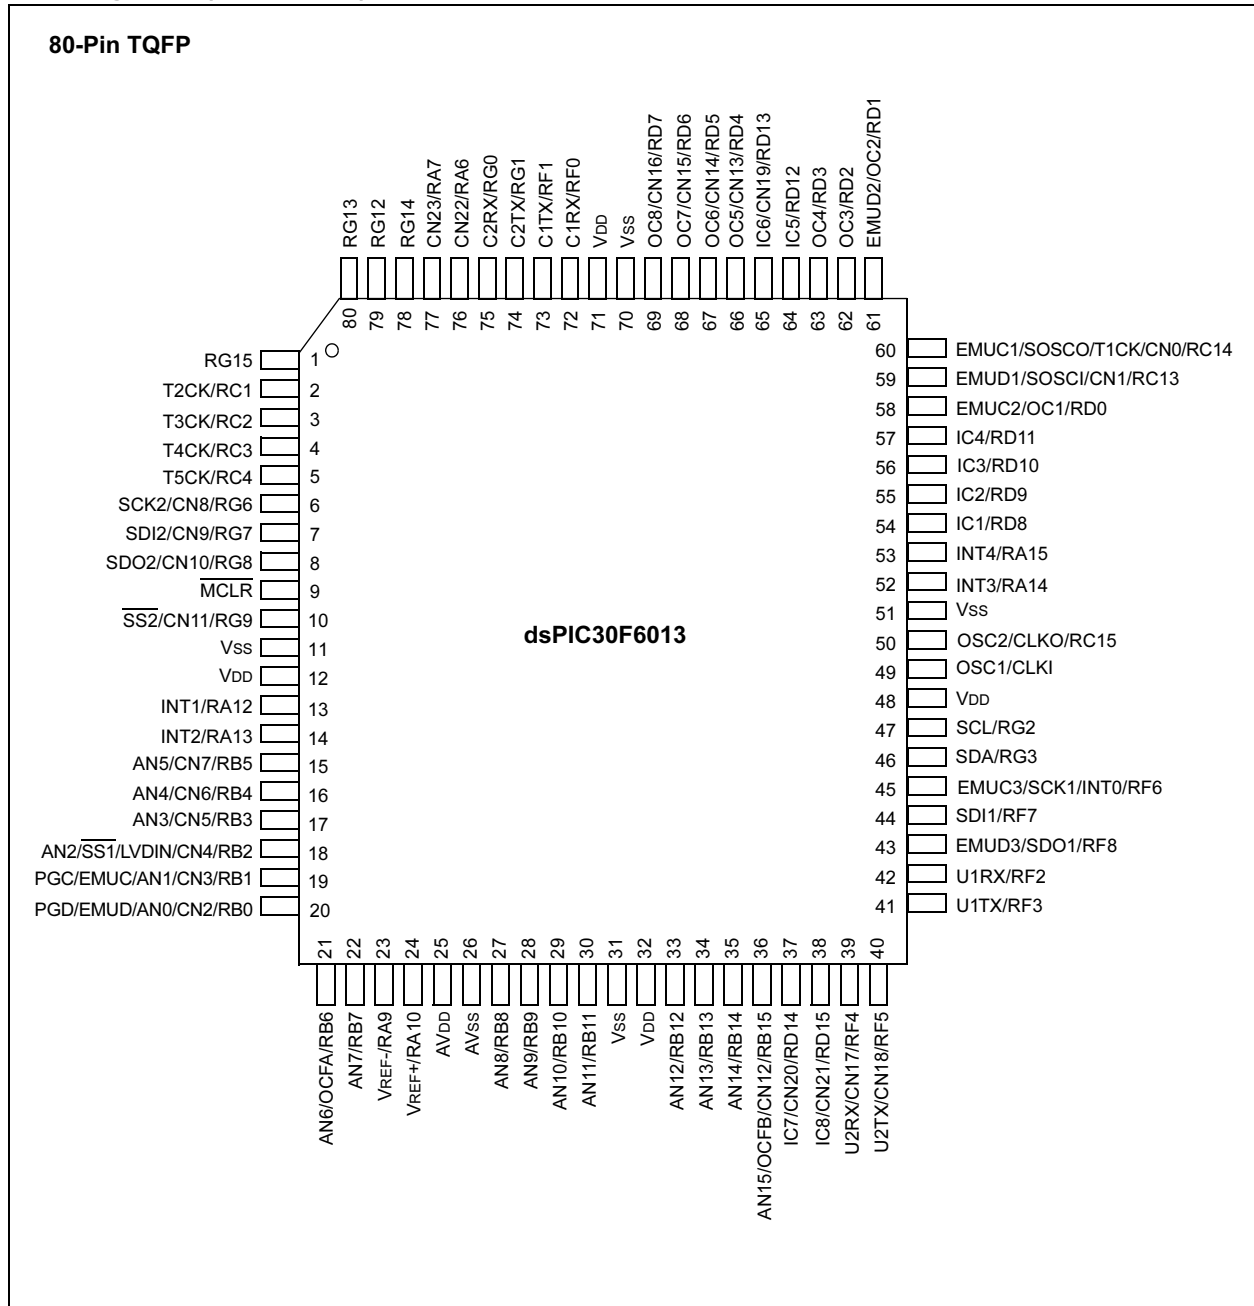 80-Pin TQFP
RG13
RG12
RG14
CN23/RA7
CN22/RA6
C2RX/RG0
C2TX/RG1
C1TX/RF1
C1RX/RF0
VDD
VSS
OC8/CN16/RD7
OC7/CN15/RD6
OC6/CN14/RD5
OC5/CN13/RD4
IC6/CN19/RD13
IC5/RD12
OC4/RD3
OC3/RD2
EMUD2/OC2/RD1
80
79
78
77
76
75
74
73
72
71
70
69
68
67
66
65
64
63
62
61
RG15 1
T2CK/RC1 2
T3CK/RC2 3
T4CK/RC3 4
T5CK/RC4 5
SCK2/CN8/RG6 6
SDI2/CN9/RG7 7
SDO2/CN10/RG8 8
MCLR 9
SS2/CN11/RG9 10
VSS 11
VDD 12
INT1/RA12 13
INT2/RA13 14
AN5/CN7/RB5 15
AN4/CN6/RB4 16
AN3/CN5/RB3 17
AN2/SS1/LVDIN/CN4/RB2 18
PGC/EMUC/AN1/CN3/RB1 19
PGD/EMUD/AN0/CN2/RB0 20
dsPIC30F6013
60 EMUC1/SOSCO/T1CK/CN0/RC14
59 EMUD1/SOSCI/CN1/RC13
58 EMUC2/OC1/RD0
57 IC4/RD11
56 IC3/RD10
55 IC2/RD9
54 IC1/RD8
53 INT4/RA15
52 INT3/RA14
51 VSS
50 OSC2/CLKO/RC15
49 OSC1/CLKI
48 VDD
47 SCL/RG2
46 SDA/RG3
45 EMUC3/SCK1/INT0/RF6
44 SDI1/RF7
43 EMUD3/SDO1/RF8
42 U1RX/RF2
41 U1TX/RF3
21
22
23
24
25
26
27
28
29
30
31
32
33
34
35
36
37
38
39
40
AN6/OCFA/RB6
AN7/RB7
VREF-/RA9
VREF+/RA10
AVDD
AVSS
AN8/RB8
AN9/RB9
AN10/RB10
AN11/RB11
VSS
VDD
AN12/RB12
AN13/RB13
AN14/RB14
AN15/OCFB/CN12/RB15
IC7/CN20/RD14
IC8/CN21/RD15
U2RX/CN17/RF4
U2TX/CN18/RF5